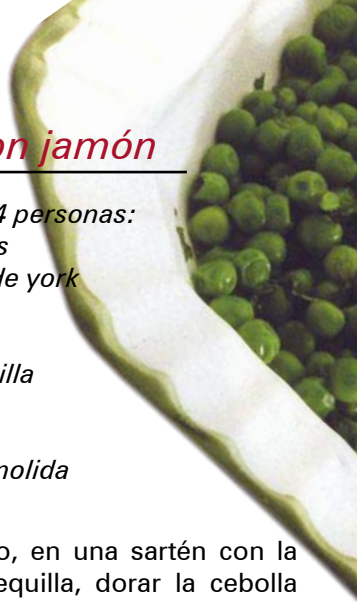 on jamón
4 personas:
s
de york
illa
molida
o, en una sartén con la
equilla, dorar la cebolla